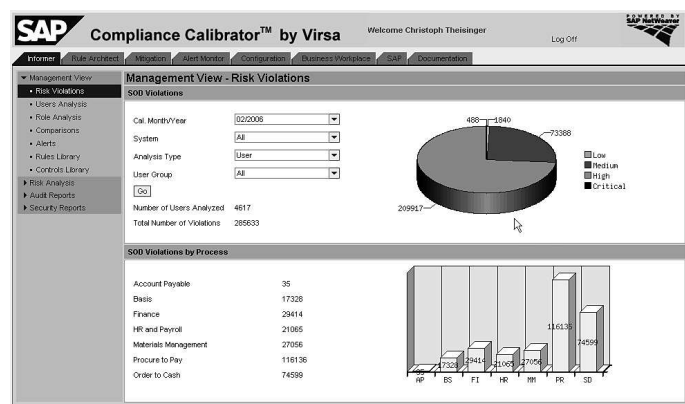 SAP Compliance Calibrator™ by Virsa
Welcome Christoph Theisinger
Log Off
POWERED BY
SAP NetWeaver
Informer Rule Architect Mitigation Alert Monitor Configuration Business Workplace SAP Documentation
Management View
Risk Violations
Users Analysis
Role Analysis
Comparisons
Alerts
Rules Library
Controls Library
Risk Analysis
Audit Reports
Security Reports
Management View - Risk Violations
SOD Violations
Cal. Month/Year 02/2006
System All
Analysis Type User
User Group All
Go
Number of Users Analyzed 4617
Total Number of Violations 285633
488 1840
73388
209917
Low
Medium
High
Critical
SOD Violations by Process
Account Payable 35
Basis 17328
Finance 29414
HR and Payroll 21065
Materials Management 27056
Procure to Pay 116136
Order to Cash 74599
35 17328 29414 21065 27056 116136 74599
AP BS FI HR MM PR SD